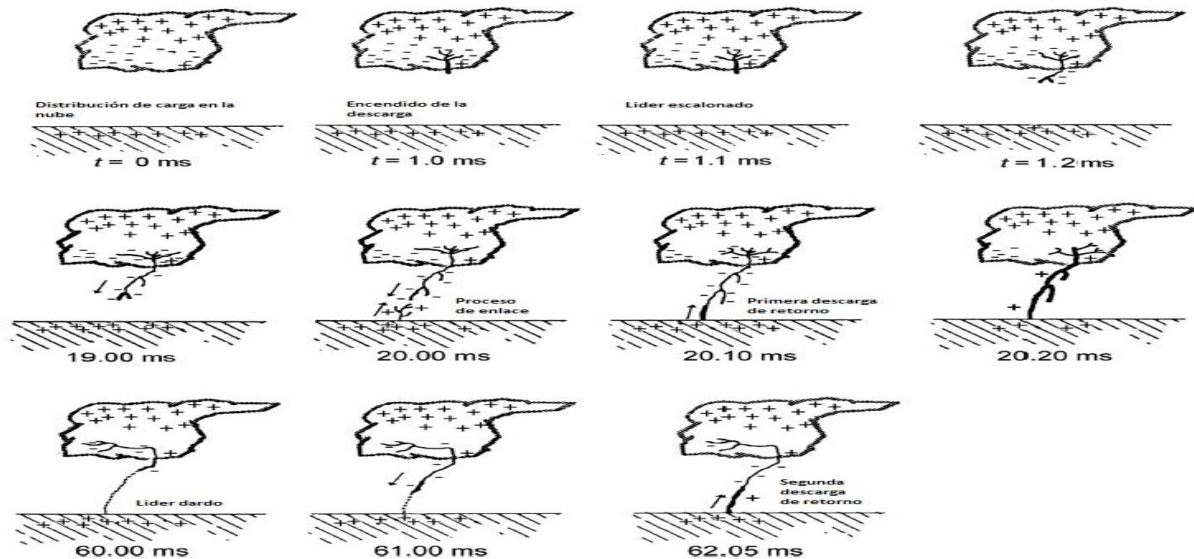 Distribución de carga en la
nube
t = 0 ms
Encendido de la
descarga
t = 1.0 ms
Lider escalonado
t = 1.1 ms
t = 1.2 ms
19.00 ms
Proceso
de enlace
20.00 ms
Primera descarga
de retorno
20.10 ms
20.20 ms
Lider dardo
60.00 ms
61.00 ms
Segunda
descarga
de retorno
62.05 ms